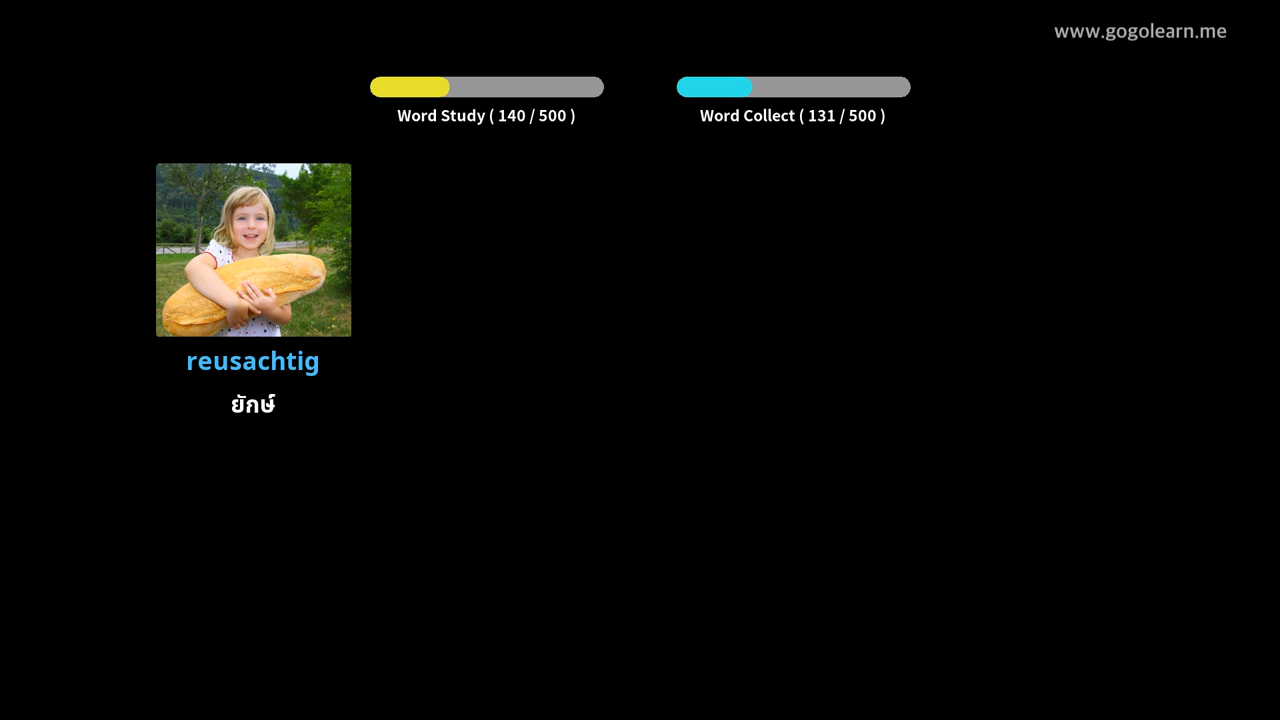 www.gogolearn.me
Word Study ( 140 / 500 )
Word Collect ( 131 / 500 )
reusachtig
ยักษ์